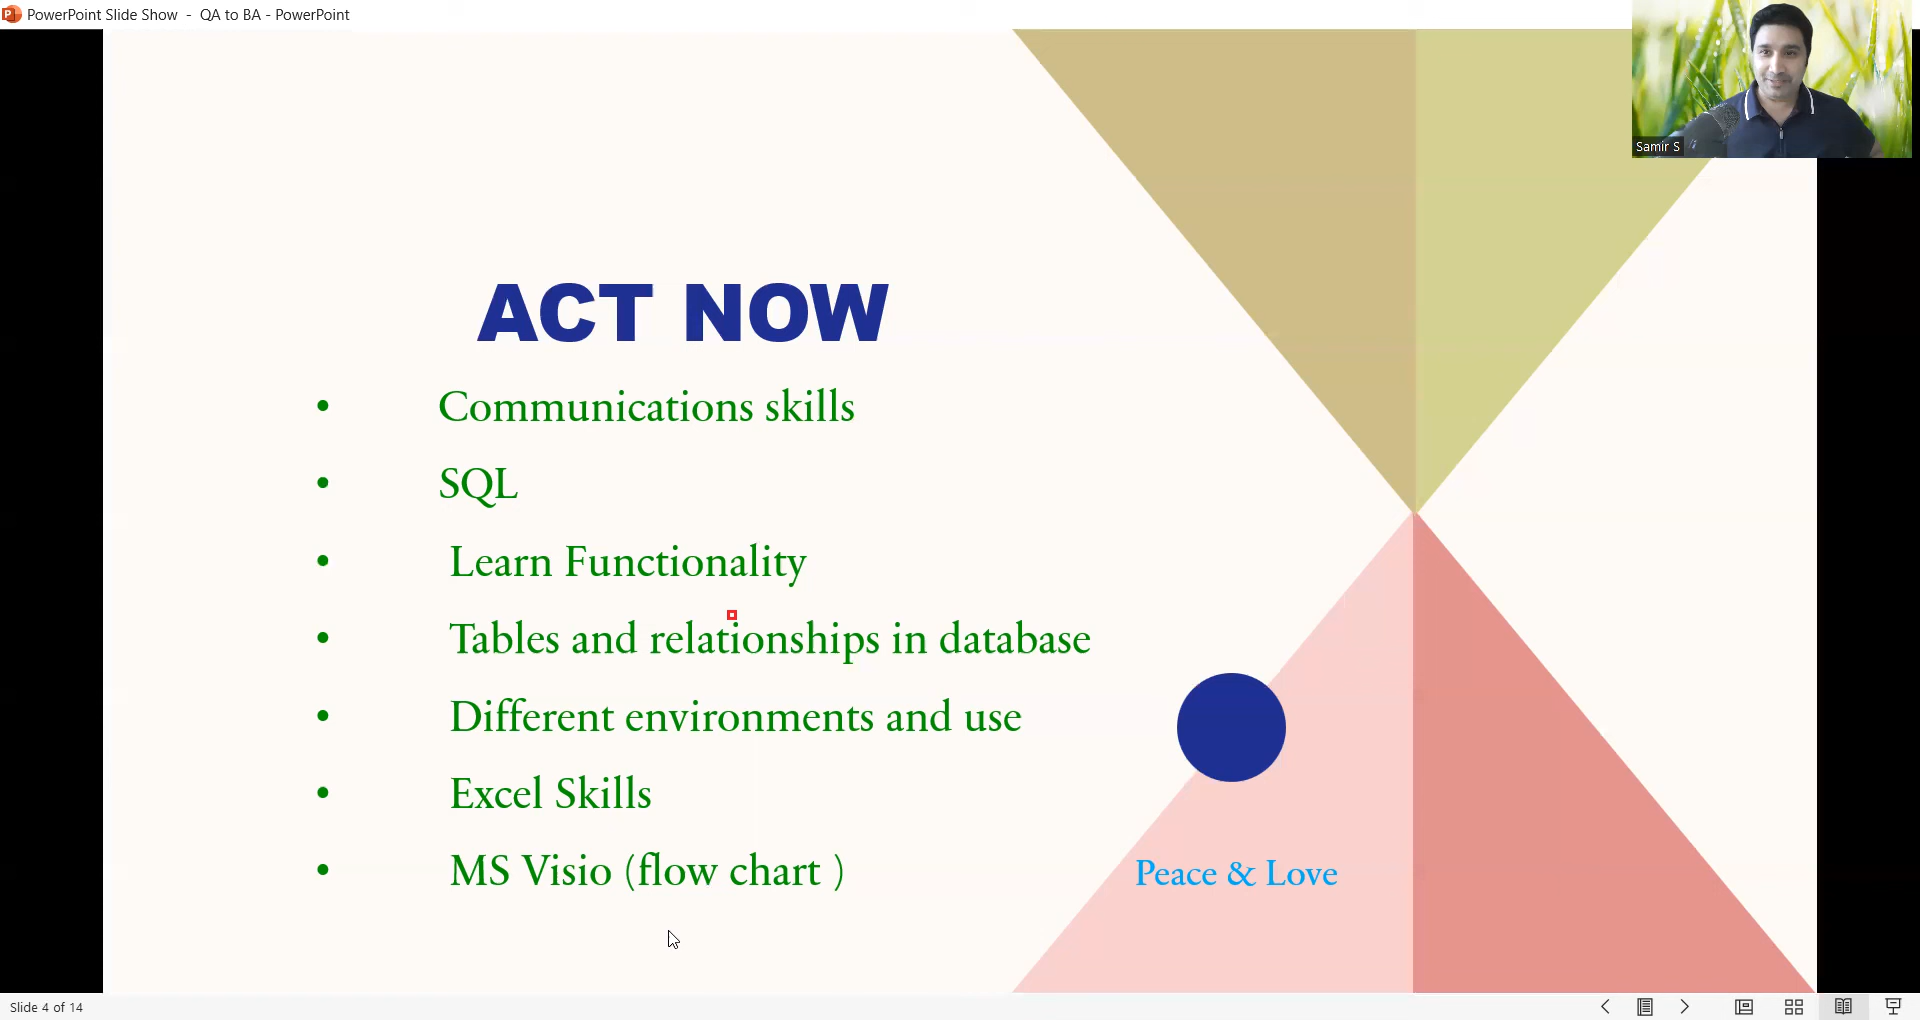 PowerPoint Slide Show - QA to BA - PowerPoint
Samir S
ACT NOW
• Communications skills
• SQL
• Learn Functionality
• Tables and relationships in database
• Different environments and use
• Excel Skills
• MS Visio (flow chart )
Peace & Love
Slide 4 of 14